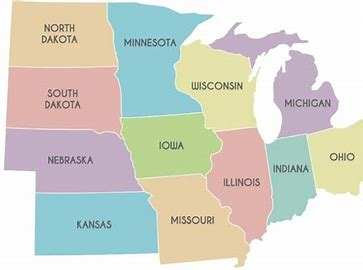 NORTH
DAKOTA
MINNESOTA
SOUTH
DAKOTA
WISCONSIN
MICHIGAN
NEBRASKA
IOWA
ILLINOIS
INDIANA
OHIO
KANSAS
MISSOURI